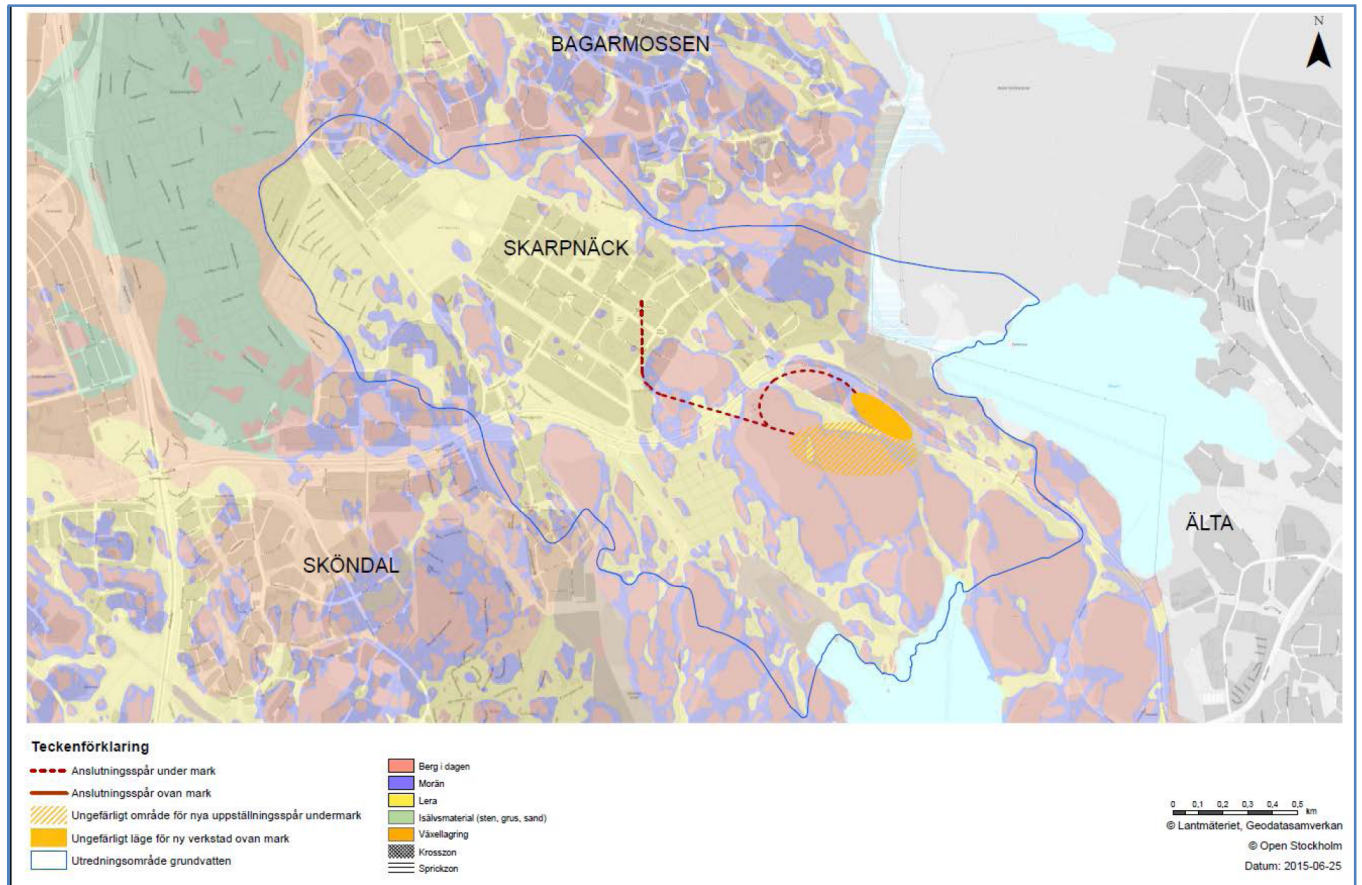 BAGARMOSSEN
N
SKARPNÄCK
ÄLTA
SKÖNDAL
Teckenförklaring
Anslutningsspår under mark
Anslutningsspår ovan mark
Ungefärligt område för nya uppställningsspår undermark
Ungefärligt läge för ny verkstad ovan mark
Utredningsområde grundvatten
Berg i dagen
Morän
Lera
Isälvsmaterial (sten, grus, sand)
Växellagring
Krosszon
Sprickzon
0 0,1 0,2 0,3 0,4 0,5
km
© Lantmäteriet, Geodatasamverkan
© Open Stockholm
Datum: 2015-06-25